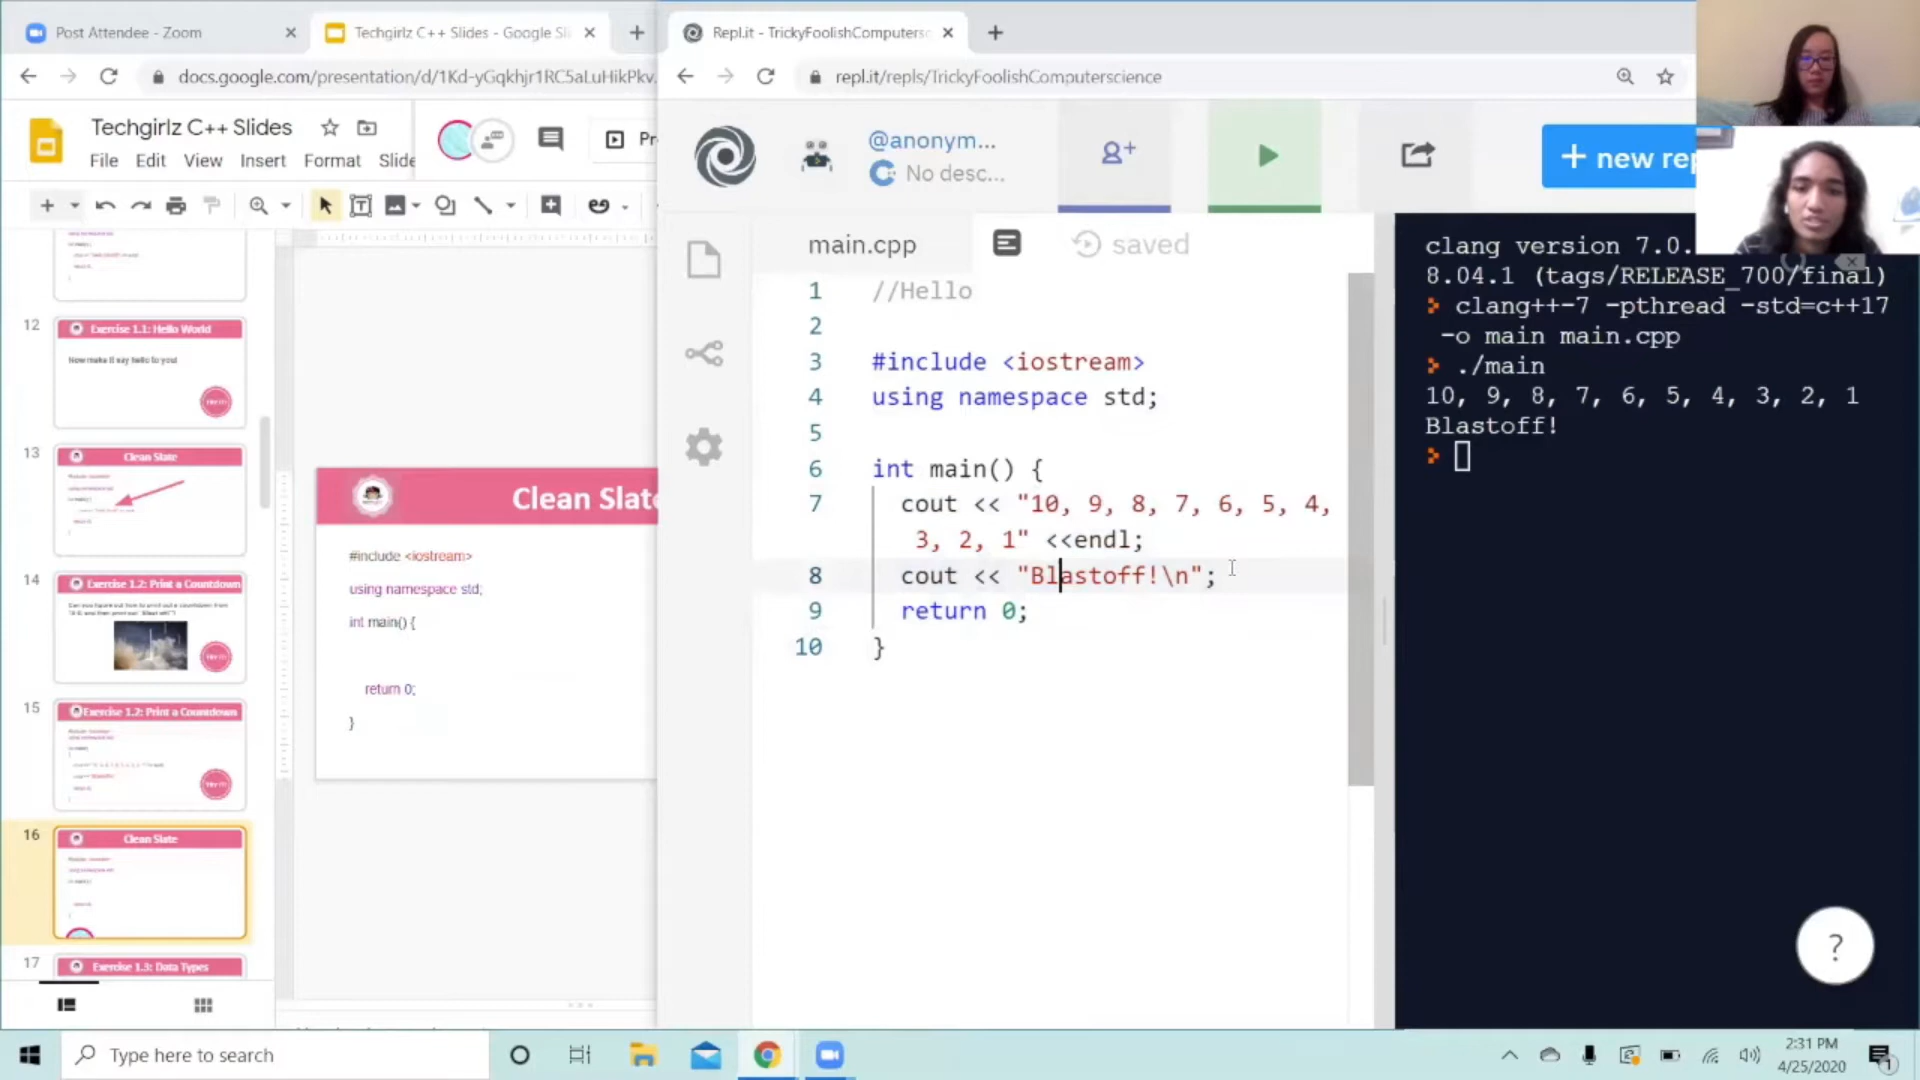 Post Attendee - Zoom
Techgirlz C++ Slides - Google Sli
Repl.it - TrickyFoolishComputersc
docs.google.com/presentation/d/1Kd-yGqkhjr1RC5aLuHikPkv
repl.it/repls/TrickyFoolishComputerscience
Techgirlz C++ Slides
File Edit View Insert Format Slide
Pr
@anonym...
No desc...
+ new rep
12
Exercise 1.1: Hello World
Now make it say hello to you!
13
Clean Slate
14
Exercise 1.2: Print a Countdown
15
Exercise 1.2: Print a Countdown
16
Clean Slate
17
Exercise 1.3: Data Types
Clean Slate
#include <iostream>
using namespace std;
int main() {
return 0;
}
main.cpp
saved
1 //Hello
2
3 #include <iostream>
4 using namespace std;
5
6 int main() {
7 cout << "10, 9, 8, 7, 6, 5, 4,
3, 2, 1" <<endl;
8 cout << "Blastoff!\n";
9 return 0;
10 }
clang version 7.0.
8.04.1 (tags/RELEASE_700/final)
> clang++-7 -pthread -std=c++17
-o main main.cpp
> ./main
10, 9, 8, 7, 6, 5, 4, 3, 2, 1
Blastoff!
>
?
Type here to search
2:31 PM
4/25/2020
1